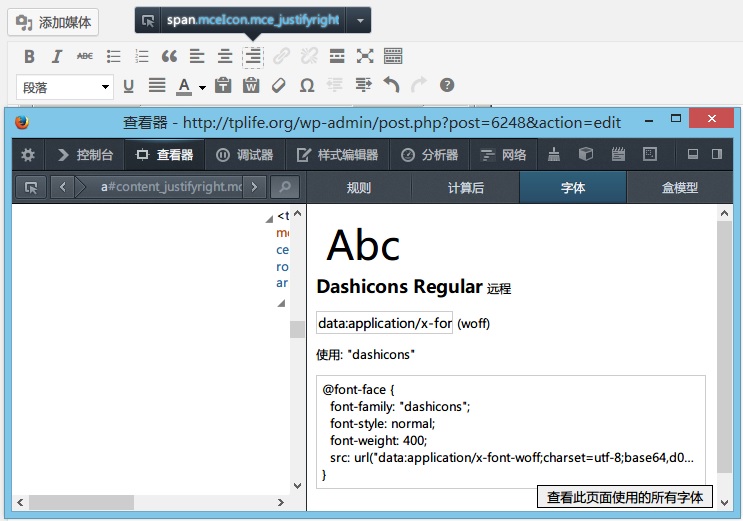 添加媒体
span.mceIcon.mce_justifyright
B I ABC
段落 U A T W Ω ?
查看器 - http://tplife.org/wp-admin/post.php?post=6248&action=edit
控制台 查看器 调试器 样式编辑器 分析器 网络
a#content_justifyright.mc 规则 计算后 字体 盒模型
<t
mc
ce
ro
ar
Abc
Dashicons Regular 远程
data:application/x-for (woff)
使用: "dashicons"
@font-face {
font-family: "dashicons";
font-style: normal;
font-weight: 400;
src: url("data:application/x-font-woff;charset=utf-8;base64,d0...
}
查看此页面使用的所有字体